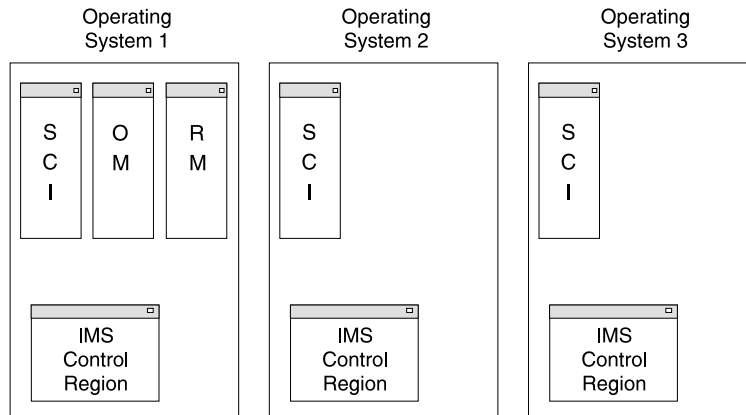 Operating
System 1
Operating
System 2
Operating
System 3
S
C
I
O
M
R
M
S
C
I
S
C
I
IMS
Control
Region
IMS
Control
Region
IMS
Control
Region